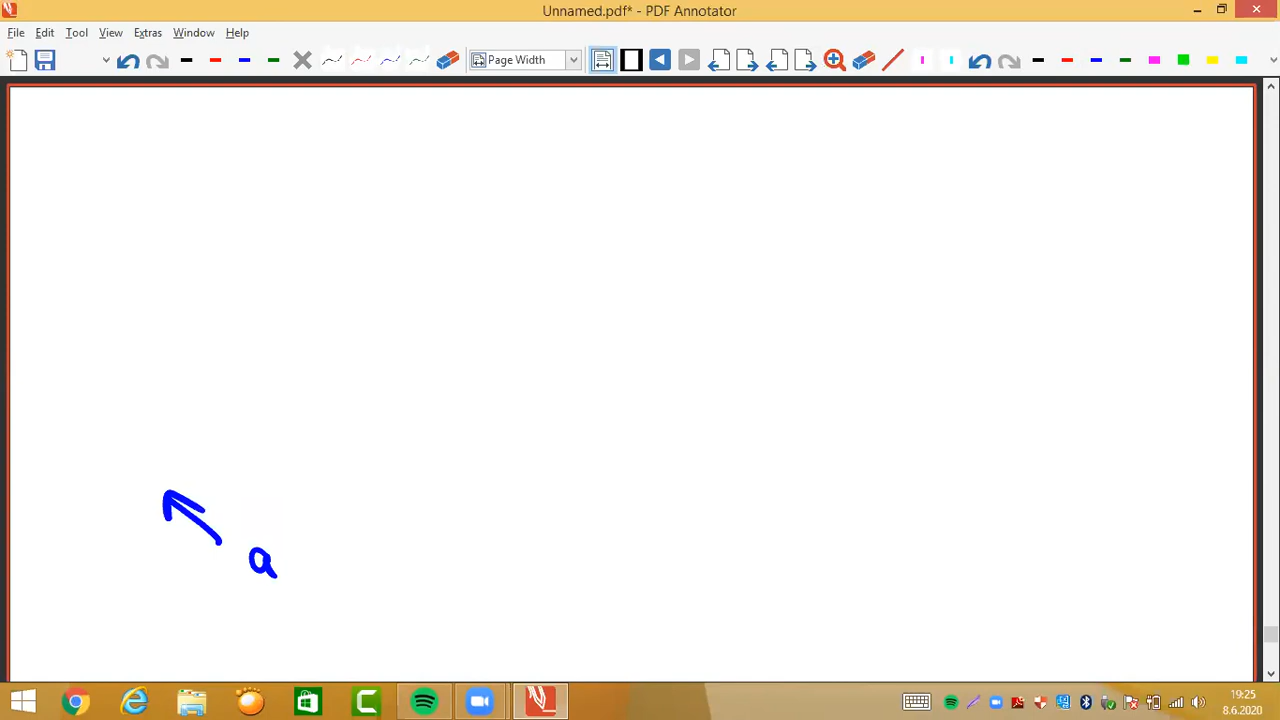 Unnamed.pdf* - PDF Annotator
File Edit Tool View Extras Window Help
Page Width
a
19:25
8.6.2020